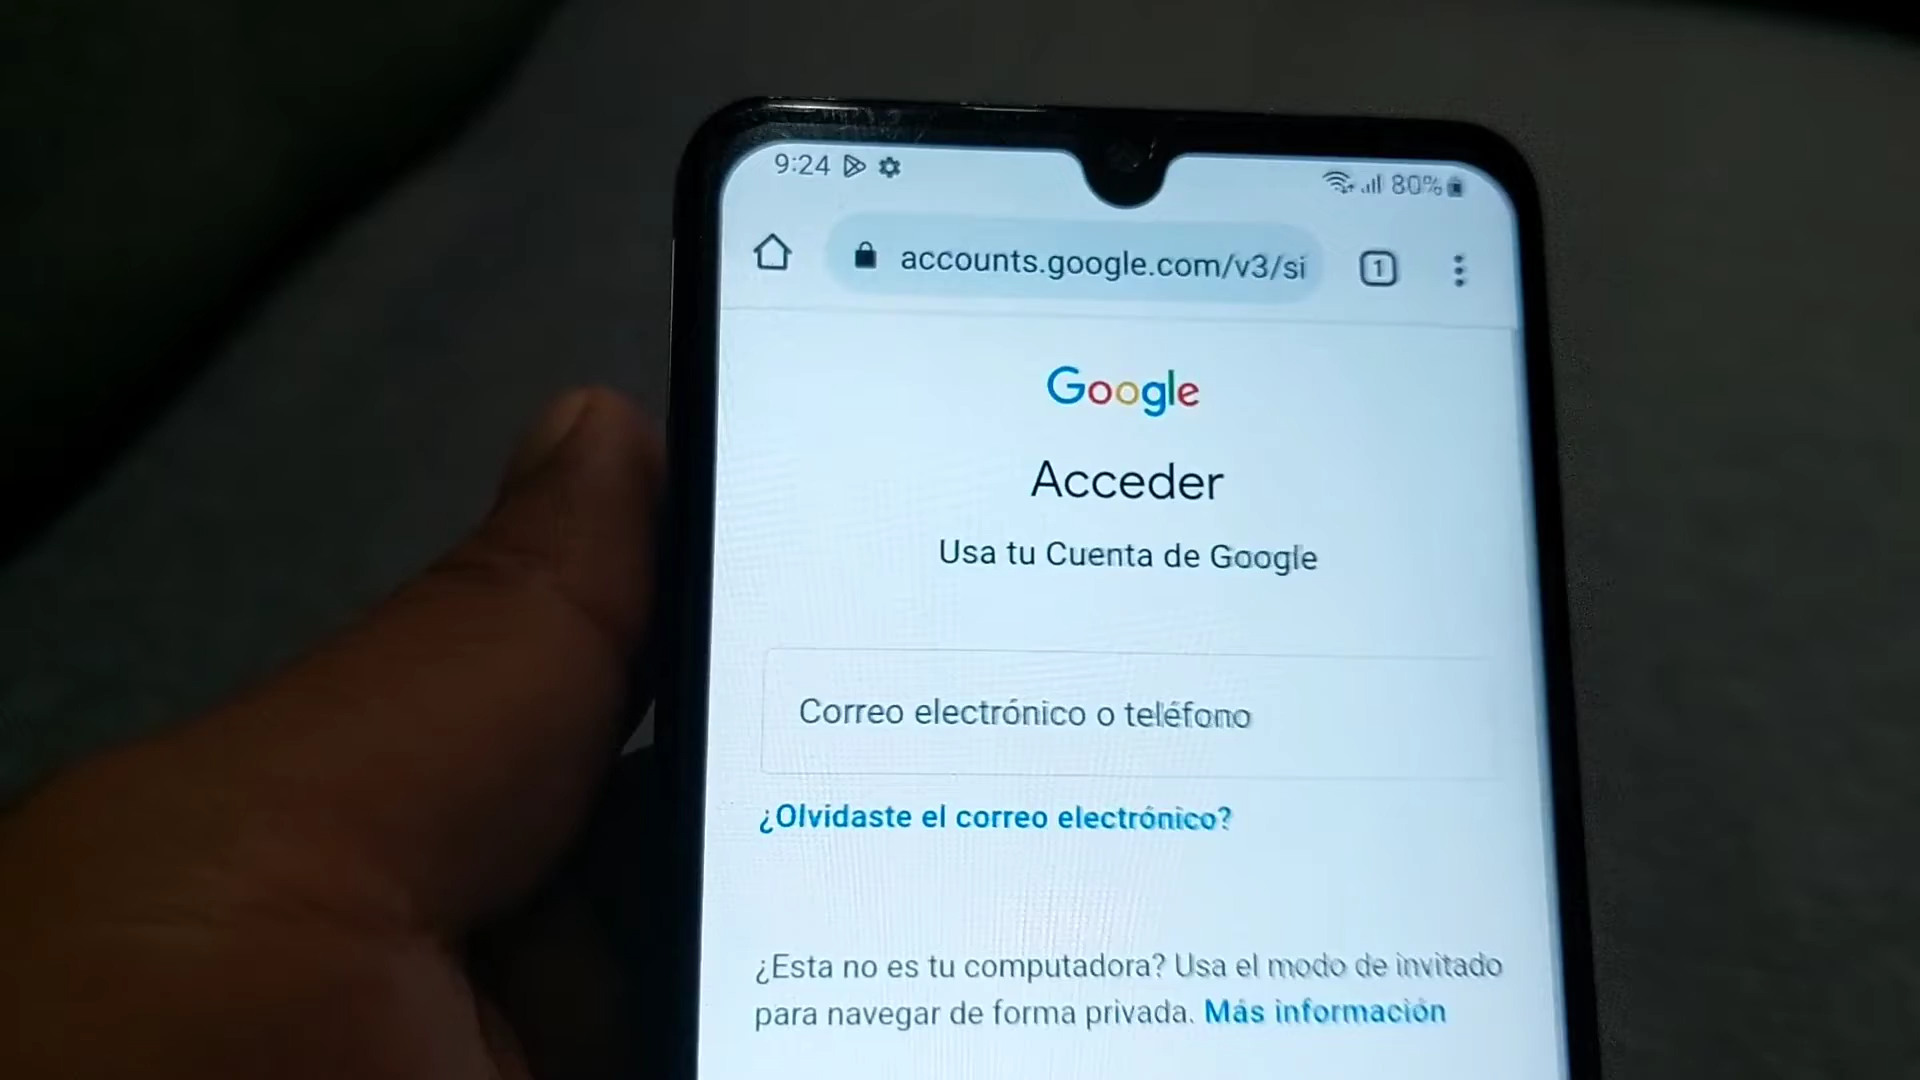 9:24
80%
accounts.google.com/v3/si
1
Google
Acceder
Usa tu Cuenta de Google
Correo electrónico o teléfono
¿Olvidaste el correo electrónico?
¿Esta no es tu computadora? Usa el modo de invitado
para navegar de forma privada. Más información